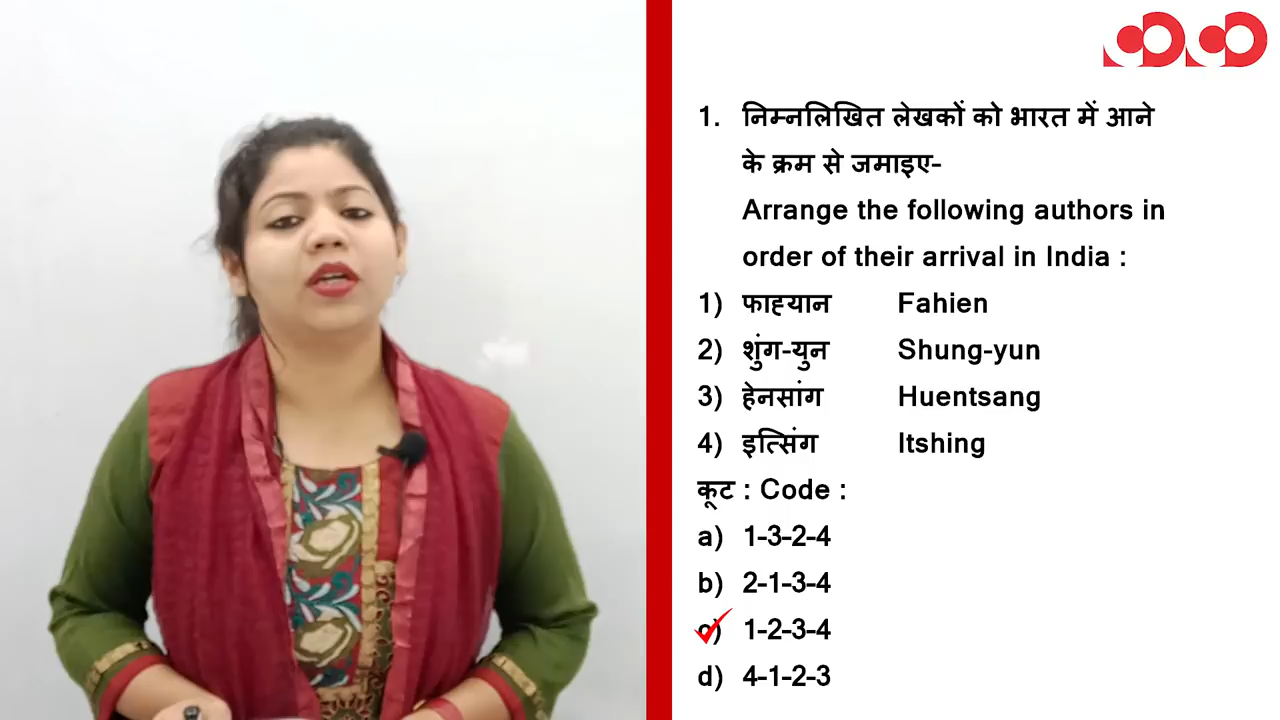 1. निम्नलिखित लेखकों को भारत में आने
के क्रम से जमाइए-
Arrange the following authors in
order of their arrival in India :
1) फाह्यान Fahien
2) शुंग-युन Shung-yun
3) हेनसांग Huentsang
4) इत्सिंग Itshing
कूट : Code :
a) 1-3-2-4
b) 2-1-3-4
c) 1-2-3-4
d) 4-1-2-3